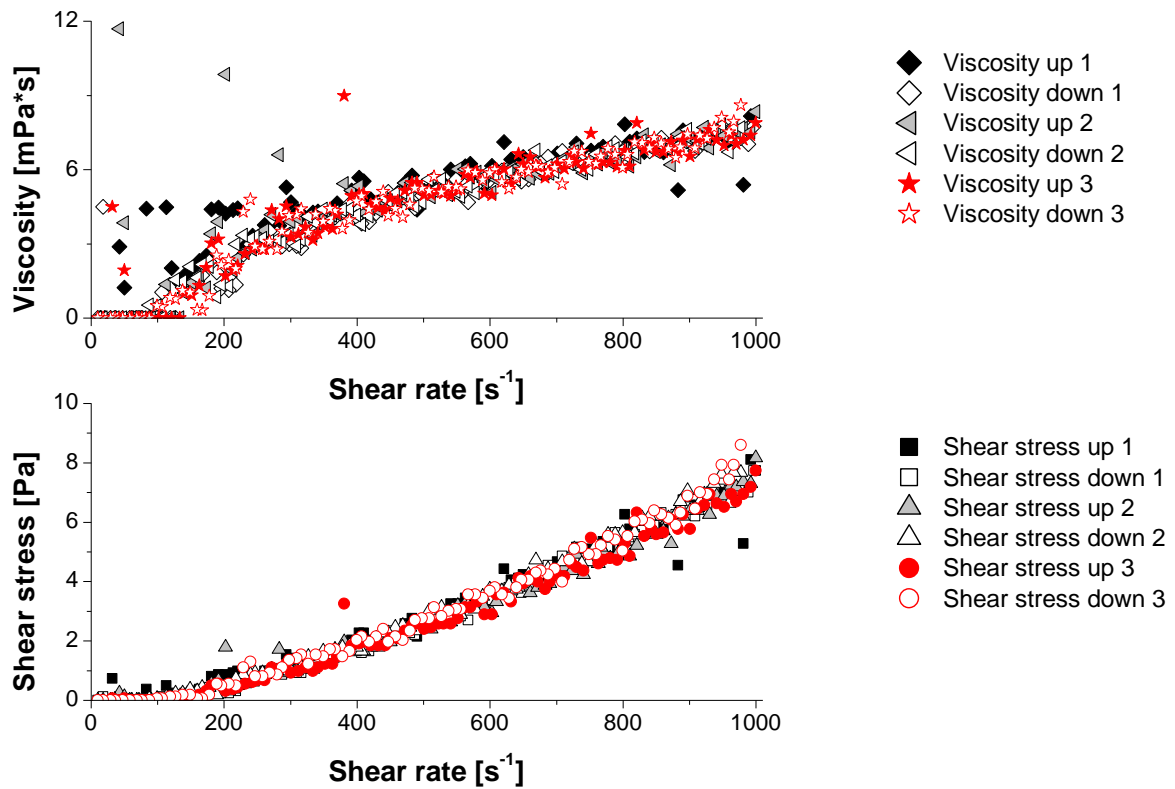 12
6
0
Viscosity [mPa*s]
0 200 400 600 800 1000
Shear rate [s⁻¹]
Viscosity up 1
Viscosity down 1
Viscosity up 2
Viscosity down 2
Viscosity up 3
Viscosity down 3
10
8
6
4
2
0
Shear stress [Pa]
0 200 400 600 800 1000
Shear rate [s⁻¹]
Shear stress up 1
Shear stress down 1
Shear stress up 2
Shear stress down 2
Shear stress up 3
Shear stress down 3